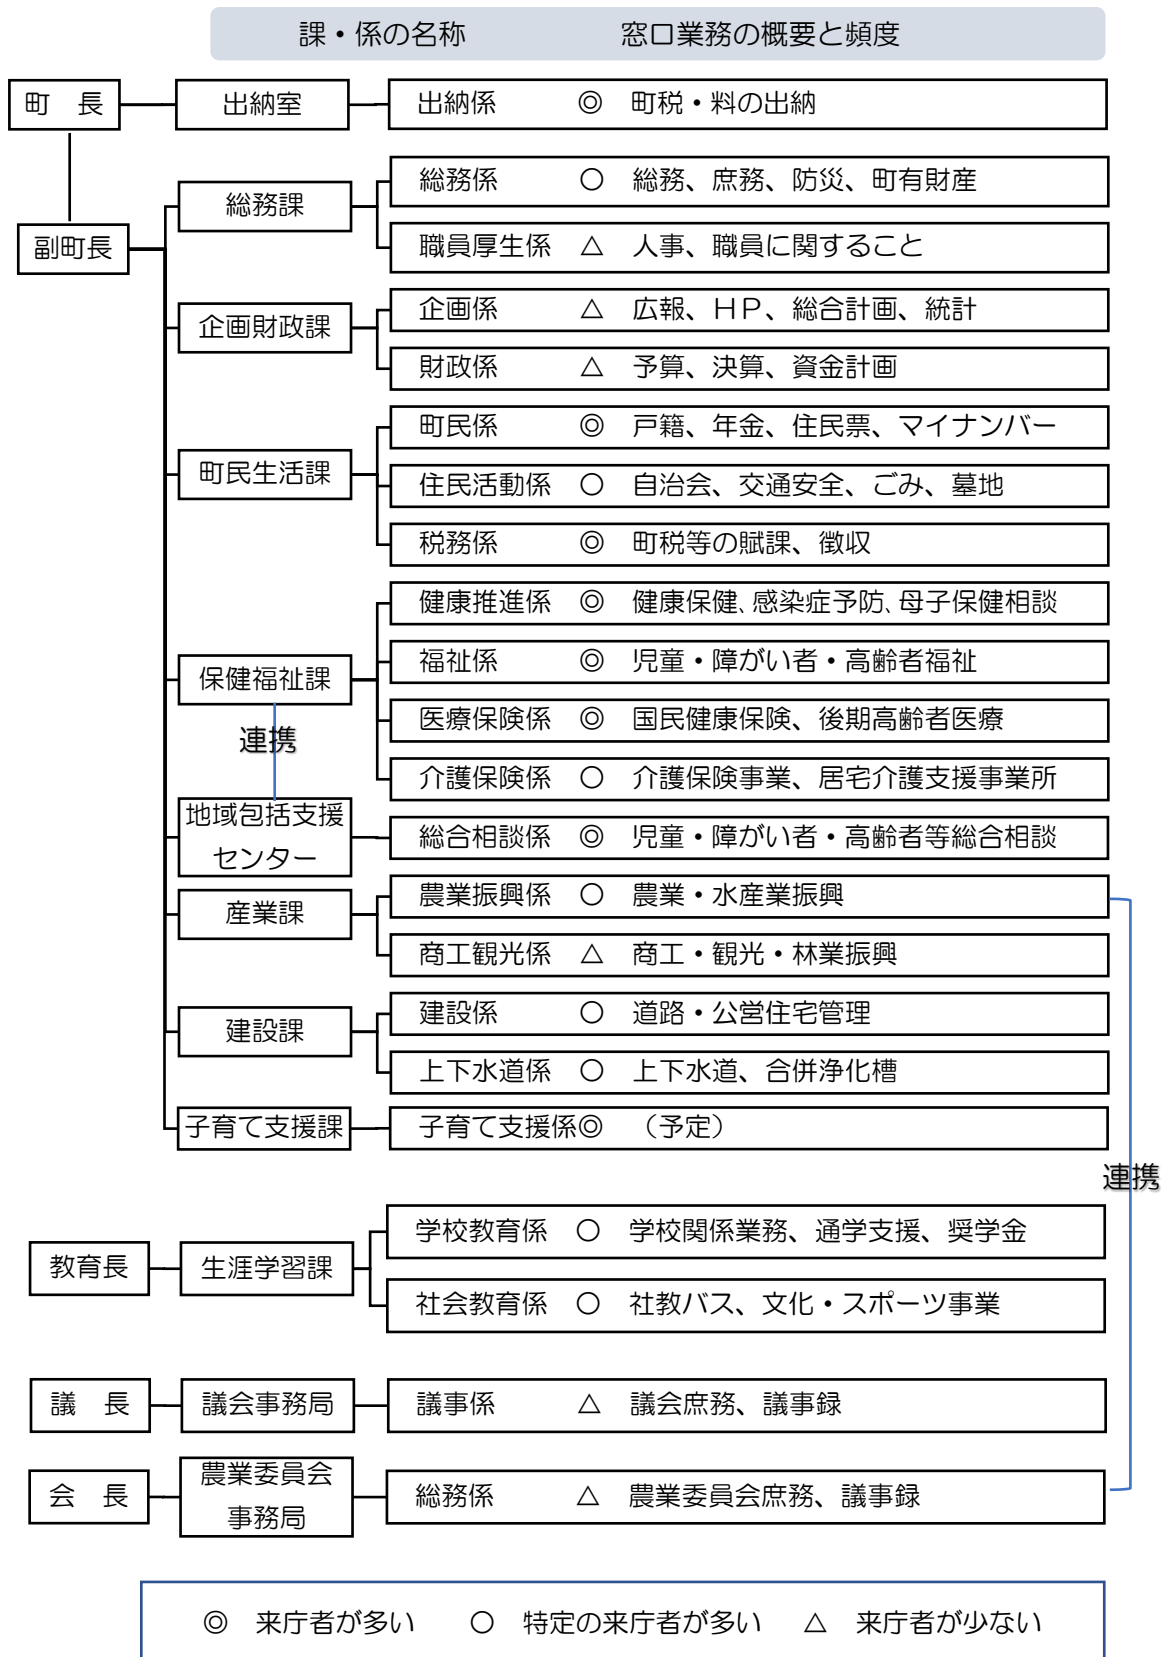 課・係の名称　窓口業務の概要と頻度
町　長　出納室　出納係　◎　町税・料の出納
総務係　○　総務、庶務、防災、町有財産
総務課
副町長
職員厚生係　△　人事、職員に関すること
企画係　△　広報、ＨＰ、総合計画、統計
企画財政課
財政係　△　予算、決算、資金計画
町民係　◎　戸籍、年金、住民票、マイナンバー
町民生活課
住民活動係　○　自治会、交通安全、ごみ、墓地
税務係　◎　町税等の賦課、徴収
健康推進係　◎　健康保健、感染症予防、母子保健相談
福祉係　◎　児童・障がい者・高齢者福祉
保健福祉課
医療保険係　◎　国民健康保険、後期高齢者医療
連携
介護保険係　○　介護保険事業、居宅介護支援事業所
地域包括支援
センター
総合相談係　◎　児童・障がい者・高齢者等総合相談
農業振興係　○　農業・水産業振興
産業課
商工観光係　△　商工・観光・林業振興
建設係　○　道路・公営住宅管理
建設課
上下水道係　○　上下水道、合併浄化槽
子育て支援課　子育て支援係◎　（予定）
連携
学校教育係　○　学校関係業務、通学支援、奨学金
教育長　生涯学習課
社会教育係　○　社教バス、文化・スポーツ事業
議　長　議会事務局　議事係　△　議会庶務、議事録
農業委員会
会　長　総務係　△　農業委員会庶務、議事録
事務局
◎　来庁者が多い　○　特定の来庁者が多い　△　来庁者が少ない